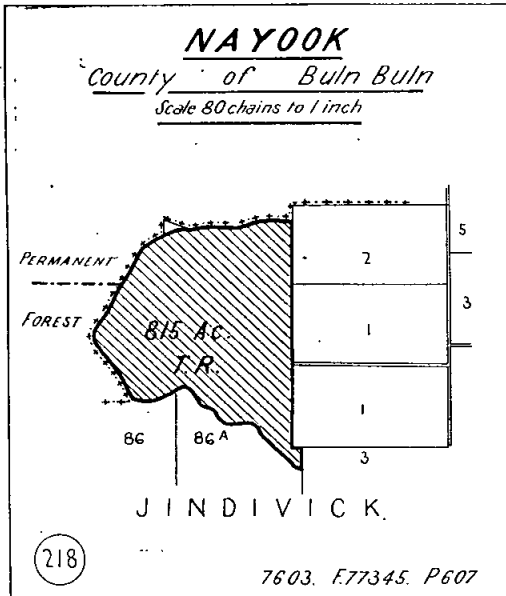 NAYOOK
County of Buln Buln
Scale 80 chains to 1 inch
5
PERMANENT
2
3
FOREST
815 Ac.
1
T.R.
1
86
86A
3
JINDIVICK.
218
7603. F.77345. P607